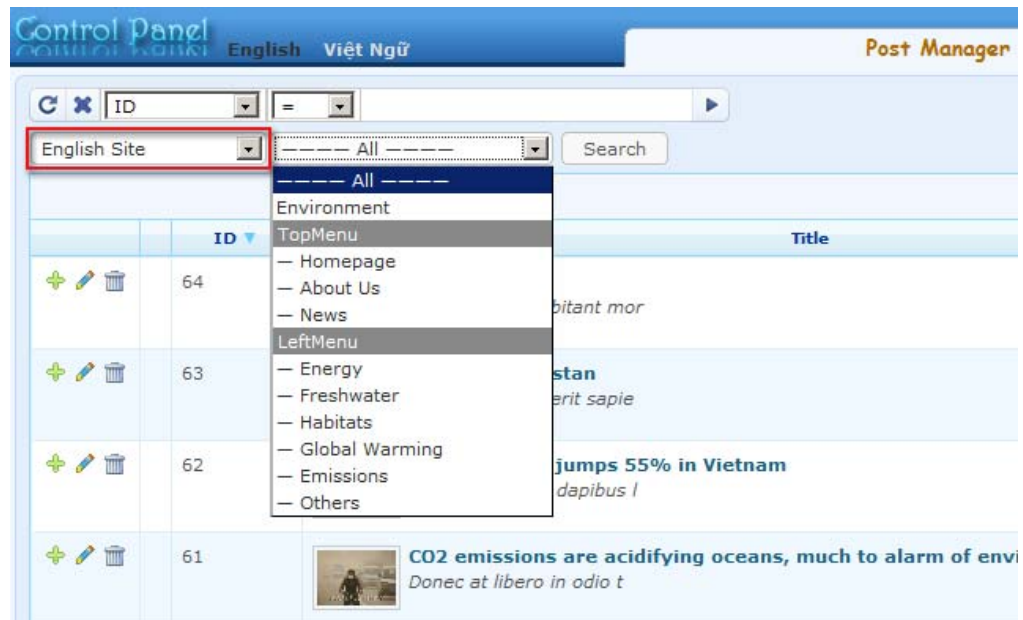 Control Panel English Việt Ngữ Post Manager
ID =
English Site ———— All ———— Search
———— All ————
Environment
TopMenu
— Homepage
— About Us
— News
LeftMenu
— Energy
— Freshwater
— Habitats
— Global Warming
— Emissions
— Others
ID Title
64
bitant mor
63 stan
erit sapie
62 jumps 55% in Vietnam
dapibus l
61 CO2 emissions are acidifying oceans, much to alarm of envi
Donec at libero in odio t